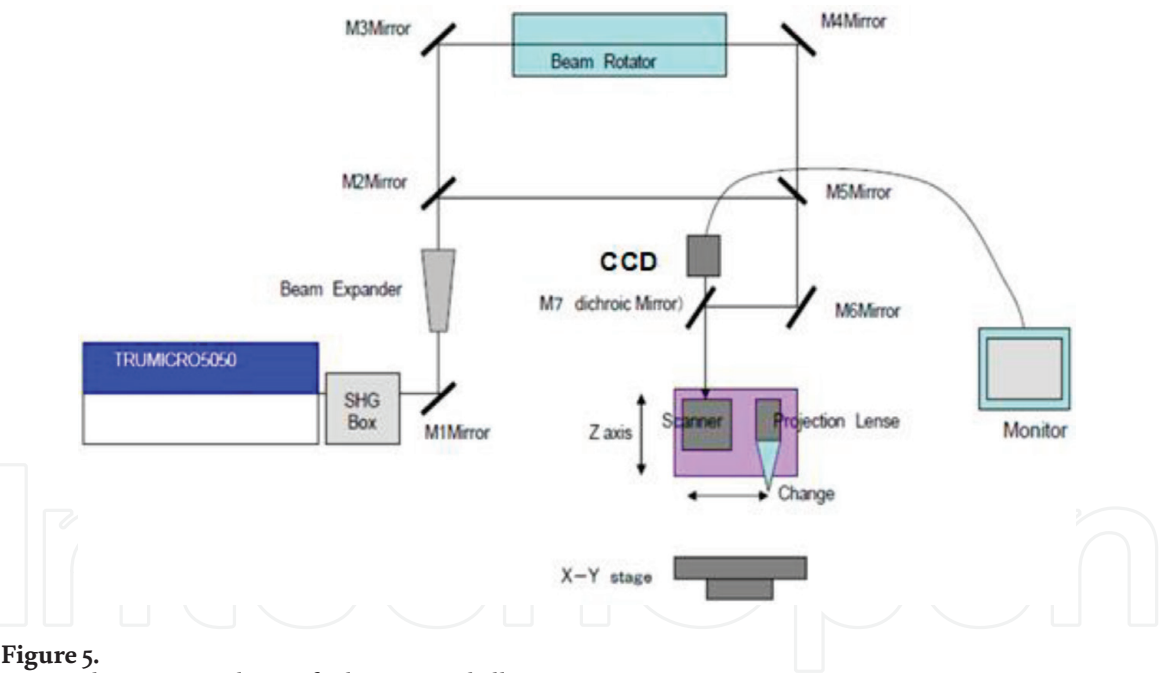 M3Mirror
M4Mirror
Beam Rotator
M2Mirror
M5Mirror
CCD
Beam Expander
M7 dichroic Mirror)
M6Mirror
TRUMICRO5050
SHG
Box
M1Mirror
Scanner
Projection Lense
Z axis
Monitor
Change
X-Y stage
Figure 5.